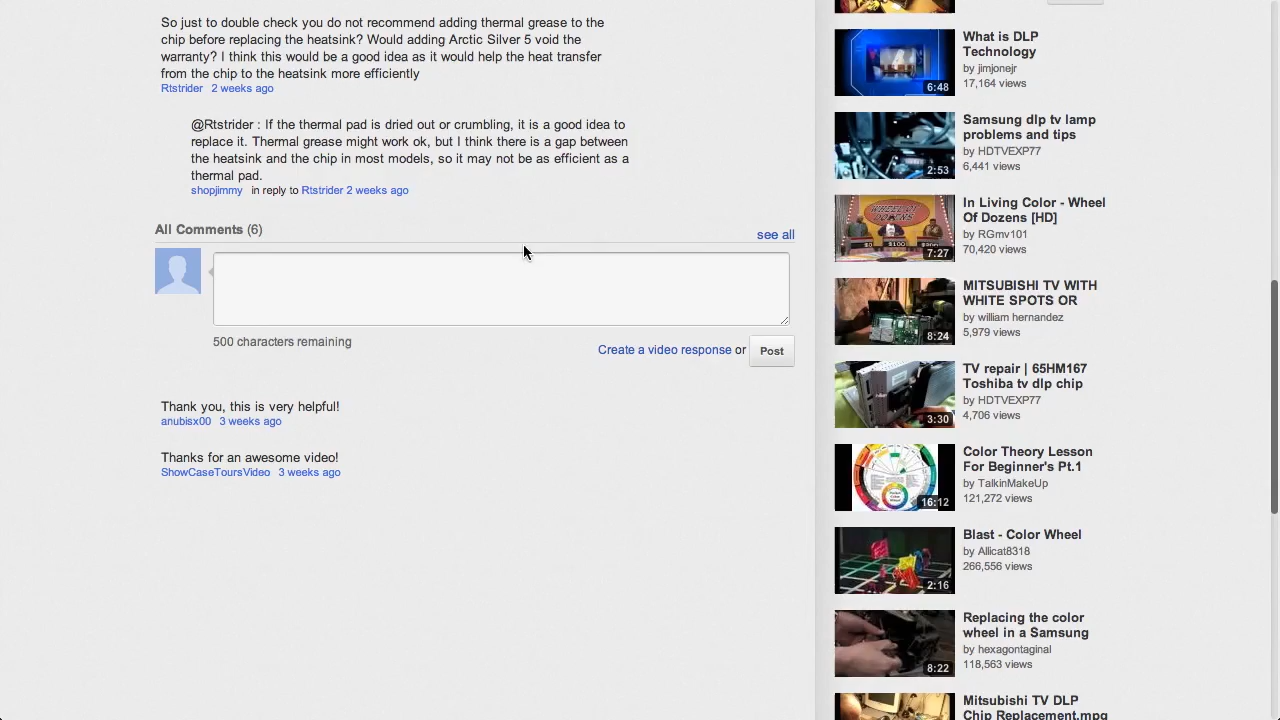 So just to double check you do not recommend adding thermal grease to the
chip before replacing the heatsink? Would adding Arctic Silver 5 void the
warranty? I think this would be a good idea as it would help the heat transfer
from the chip to the heatsink more efficiently
Rtstrider 2 weeks ago
@Rtstrider : If the thermal pad is dried out or crumbling, it is a good idea to
replace it. Thermal grease might work ok, but I think there is a gap between
the heatsink and the chip in most models, so it may not be as efficient as a
thermal pad.
shopjimmy in reply to Rtstrider 2 weeks ago
All Comments (6)
see all
500 characters remaining
Create a video response or Post
Thank you, this is very helpful!
anubisx00 3 weeks ago
Thanks for an awesome video!
ShowCaseToursVideo 3 weeks ago
What is DLP
Technology
by jimjonejr
17,164 views
6:48
Samsung dlp tv lamp
problems and tips
by HDTVEXP77
6,441 views
2:53
WHEEL OF
DOZENS
$100
In Living Color - Wheel
Of Dozens [HD]
by RGmv101
70,420 views
7:27
MITSUBISHI TV WITH
WHITE SPOTS OR
by william hernandez
5,979 views
8:24
TV repair | 65HM167
Toshiba tv dlp chip
by HDTVEXP77
4,706 views
3:30
Color Theory Lesson
For Beginner's Pt.1
by TalkinMakeUp
121,272 views
16:12
Blast - Color Wheel
by Allicat8318
266,556 views
2:16
Replacing the color
wheel in a Samsung
by hexagontaginal
118,563 views
8:22
Mitsubishi TV DLP
Chip Replacement.mpg